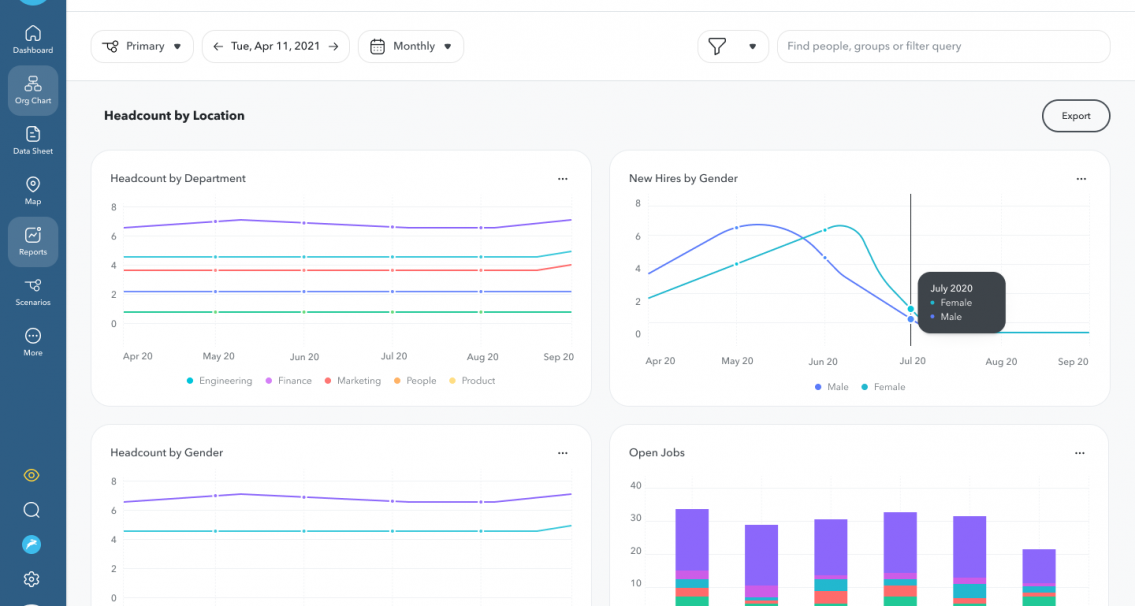 Dashboard
Org Chart
Data Sheet
Map
Reports
Scenarios
More
Primary
Tue, Apr 11, 2021
Monthly
Find people, groups or filter query
Headcount by Location
Export
Headcount by Department
8
6
4
2
0
Apr 20 May 20 Jun 20 Jul 20 Aug 20 Sep 20
Engineering Finance Marketing People Product
New Hires by Gender
8
6
4
2
0
July 2020
Female
Male
Apr 20 May 20 Jun 20 Jul 20 Aug 20 Sep 20
Male Female
Headcount by Gender
8
6
4
2
0
Open Jobs
40
30
20
10